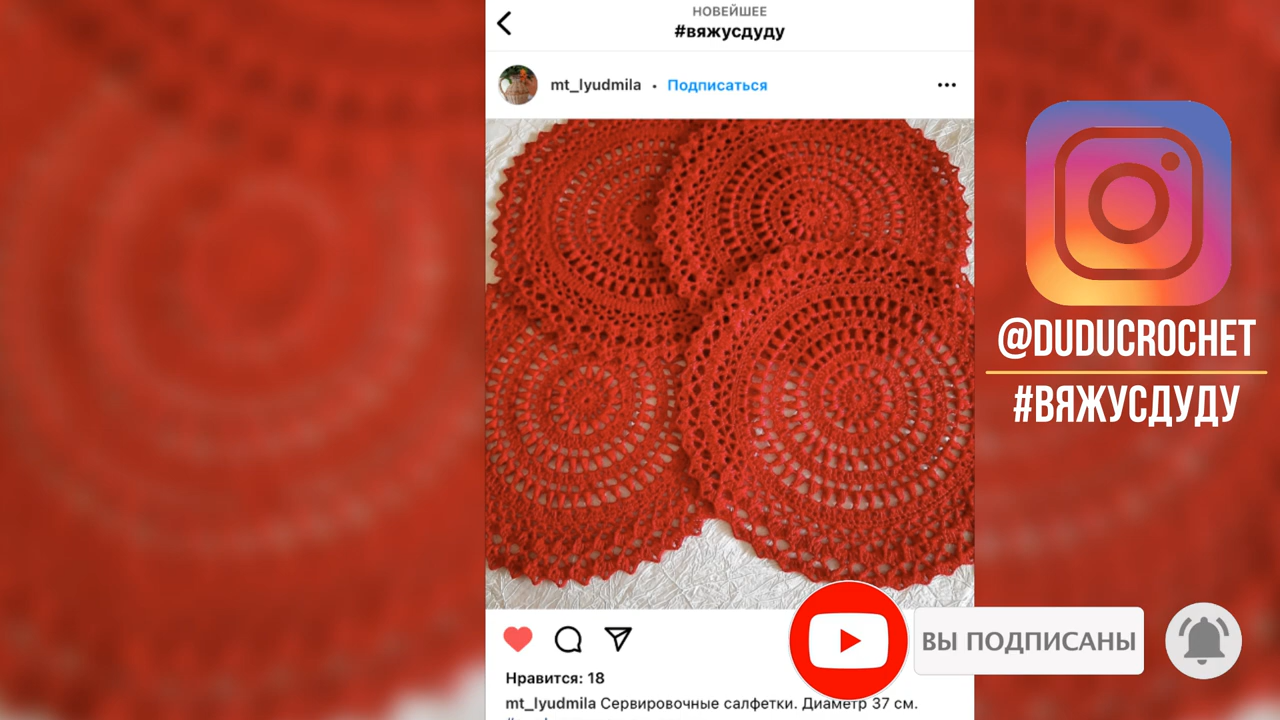 НОВЕЙШЕЕ
#вяжусдуду
mt_lyudmila • Подписаться
@DUDUCROCHET
#ВЯЖУСДУДУ
ВЫ ПОДПИСАНЫ
Нравится: 18
mt_lyudmila Сервировочные салфетки. Диаметр 37 см.